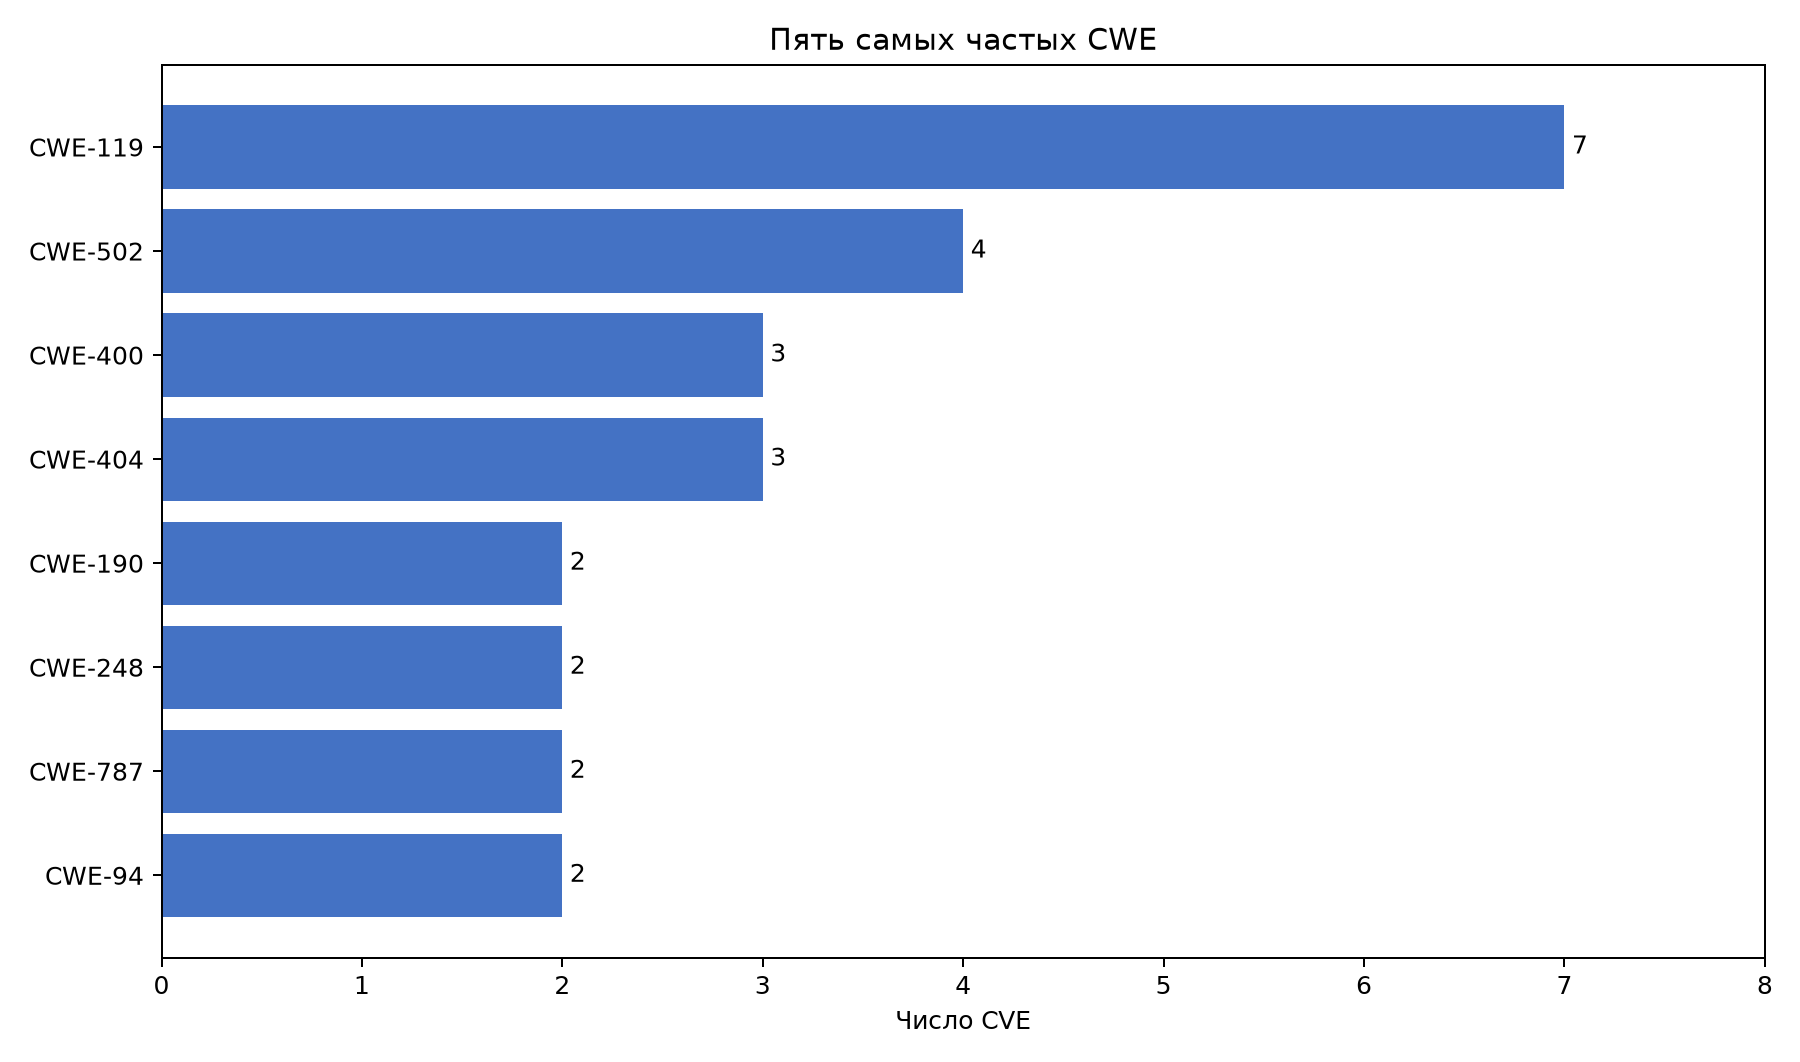 Пять самых частых CWE
CWE-119 7
CWE-502 4
CWE-400 3
CWE-404 3
CWE-190 2
CWE-248 2
CWE-787 2
CWE-94 2
0 1 2 3 4 5 6 7 8
Число CVE